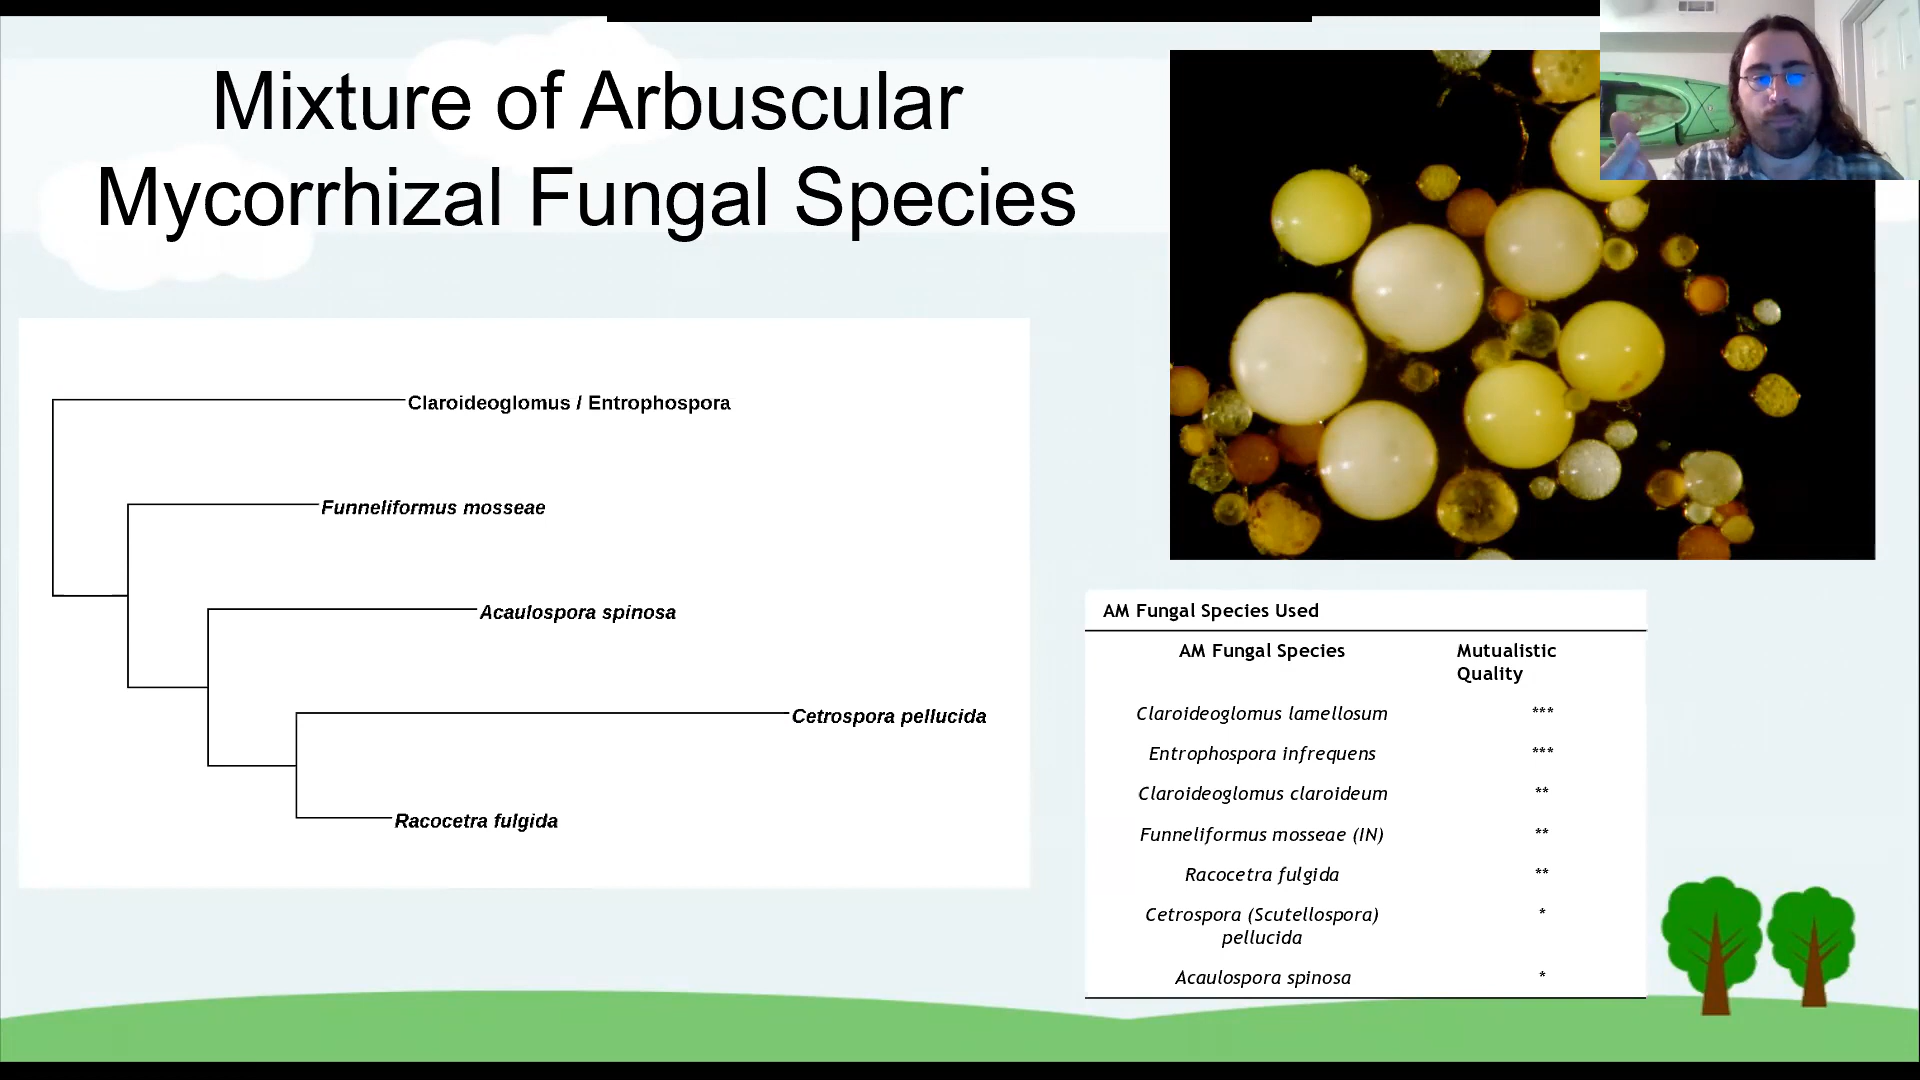 Mixture of Arbuscular
Mycorrhizal Fungal Species
Claroideoglomus / Entrophospora
Funneliformus mosseae
Acaulospora spinosa
Cetrospora pellucida
Racocetra fulgida
AM Fungal Species Used
AM Fungal Species Mutualistic
Quality
Claroideoglomus lamellosum ***
Entrophospora infrequens ***
Claroideoglomus claroideum **
Funneliformus mosseae (IN) **
Racocetra fulgida **
Cetrospora (Scutellospora) *
pellucida
Acaulospora spinosa *